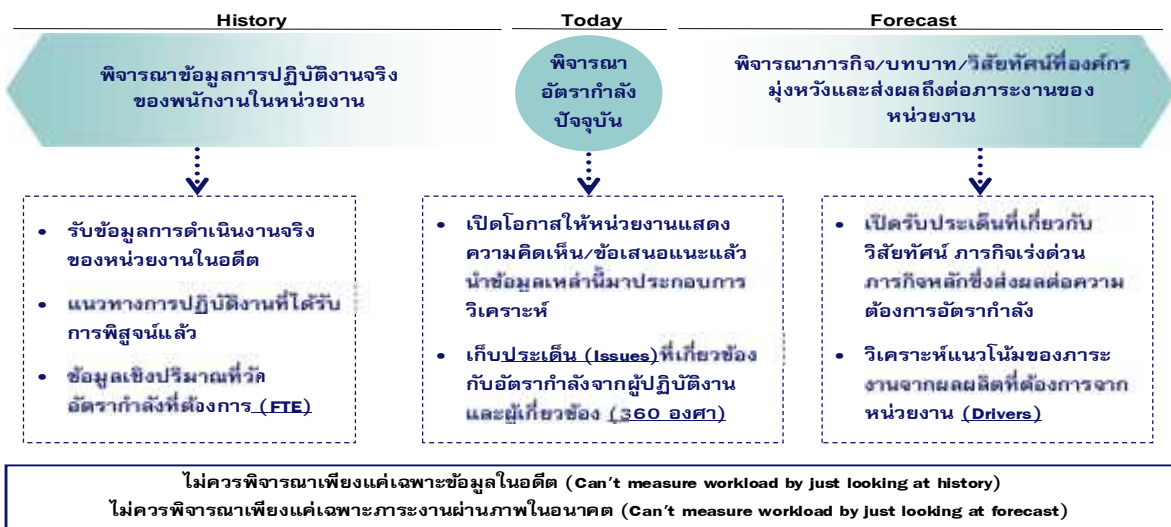 History
Today
Forecast
พิจารณาข้อมูลการปฏิบัติงานจริง
ของพนักงานในหน่วยงาน
พิจารณา
อัตรากำลัง
ปัจจุบัน
พิจารณาภารกิจ/บทบาท/วิสัยทัศน์ที่องค์กร
มุ่งหวังและส่งผลถึงต่อภาระงานของ
หน่วยงาน
• รับข้อมูลการดำเนินงานจริง
ของหน่วยงานในอดีต
• แนวทางการปฏิบัติงานที่ได้รับ
การพิสูจน์แล้ว
• ข้อมูลเชิงปริมาณที่วัด
อัตรากำลังที่ต้องการ (FTE)
• เปิดโอกาสให้หน่วยงานแสดง
ความคิดเห็น/ข้อเสนอแนะแล้ว
นำข้อมูลเหล่านี้มาประกอบการ
วิเคราะห์
• เก็บประเด็น (Issues)ที่เกี่ยวข้อง
กับอัตรากำลังจากผู้ปฏิบัติงาน
และผู้เกี่ยวข้อง (360 องศา)
• เปิดรับประเด็นที่เกี่ยวกับ
วิสัยทัศน์ ภารกิจเร่งด่วน
ภารกิจหลักซึ่งส่งผลต่อความ
ต้องการอัตรากำลัง
• วิเคราะห์แนวโน้มของภาระ
งานจากผลผลิตที่ต้องการจาก
หน่วยงาน (Drivers)
ไม่ควรพิจารณาเพียงแค่เฉพาะข้อมูลในอดีต (Can't measure workload by just looking at history)
ไม่ควรพิจารณาเพียงแค่เฉพาะภาระงานผ่านภาพในอนาคต (Can't measure workload by just looking at forecast)